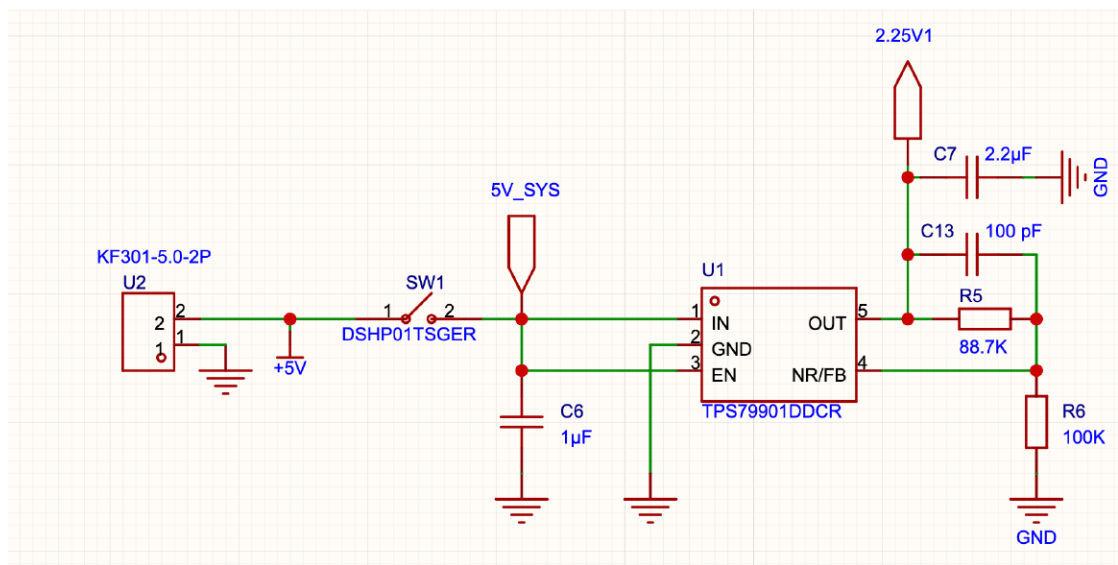 2.25V1
C7 2.2µF
GND
5V_SYS
C13 100 pF
KF301-5.0-2P
U2
SW1
U1
R5
2 2
1 2
1 IN
OUT 5
1 1
DSHP01TSGER
2 GND
88.7K
+5V
3 EN
NR/FB 4
TPS79901DDCR
C6
1µF
R6
100K
GND